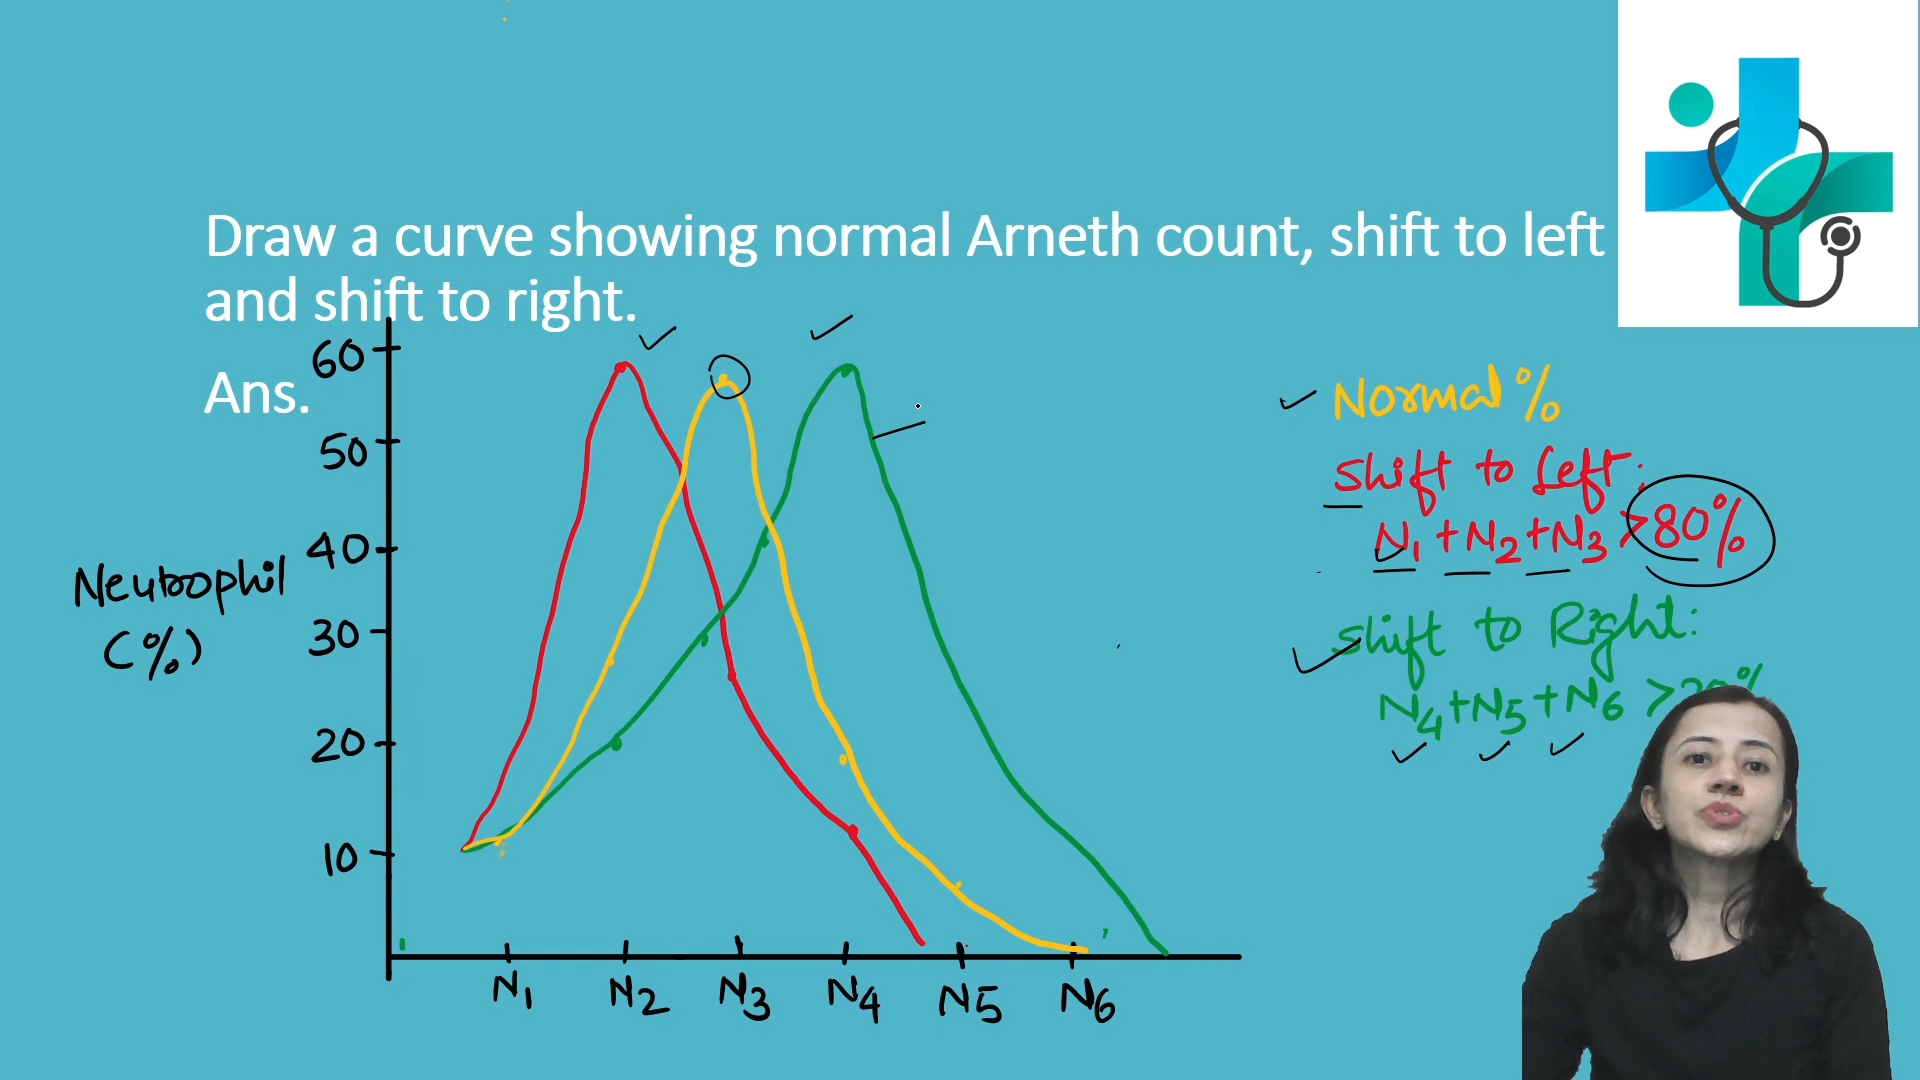 Draw a curve showing normal Arneth count, shift to left
and shift to right.
Ans.
60
50
40
30
20
10
Neutrophil
(%)
N1 N2 N3 N4 N5 N6
Normal %
Shift to Left:
N1 + N2 + N3 > 80%
Shift to Right:
N4 + N5 + N6 >